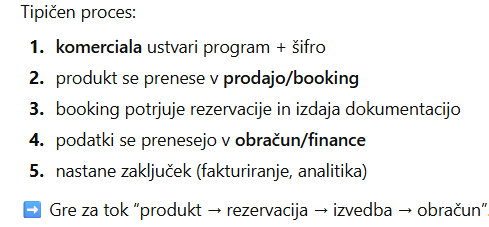 Tipičen proces:
1. komerciala ustvari program + šifro
2. produkt se prenese v prodajo/booking
3. booking potrjuje rezervacije in izdaja dokumentacijo
4. podatki se prenesejo v obračun/finance
5. nastane zaključek (fakturiranje, analitika)
➡️ Gre za tok “produkt → rezervacija → izvedba → obračun”.